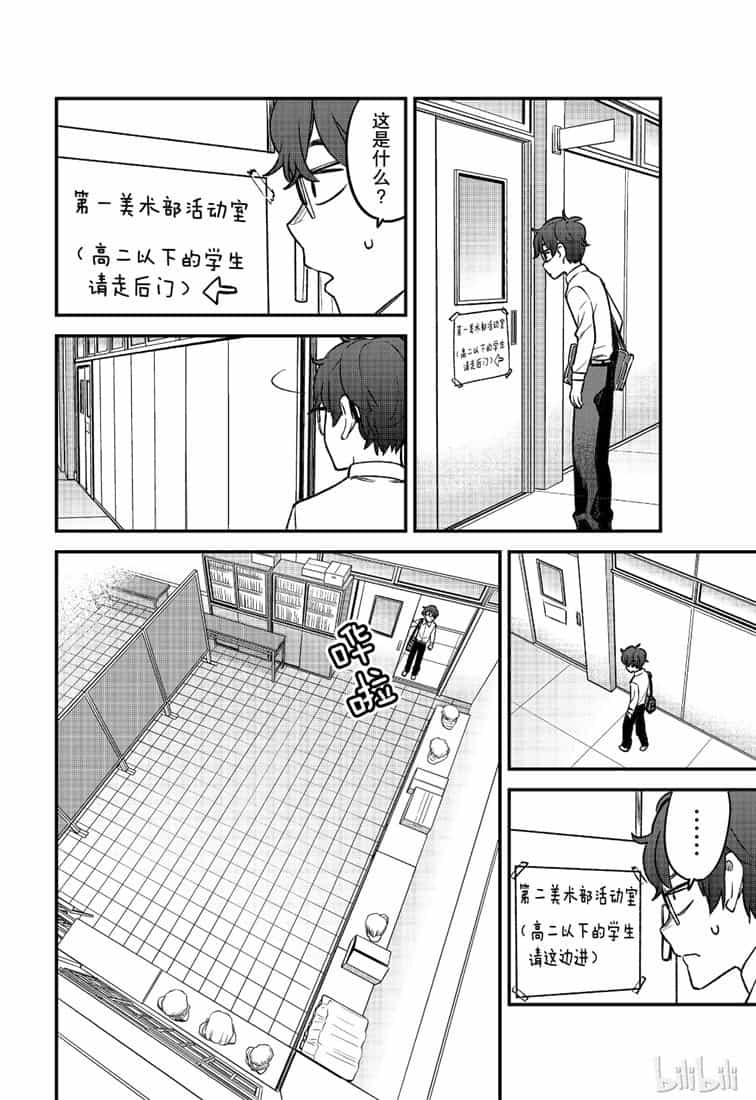 第一美术部活动室
（高二以下的学生
请走后门）
这是什么？
第一美术部活动室
（高二以下的学生
请走后门）
哗啦
……
第二美术部活动室
（高二以下的学生
请这边进）
bilibili